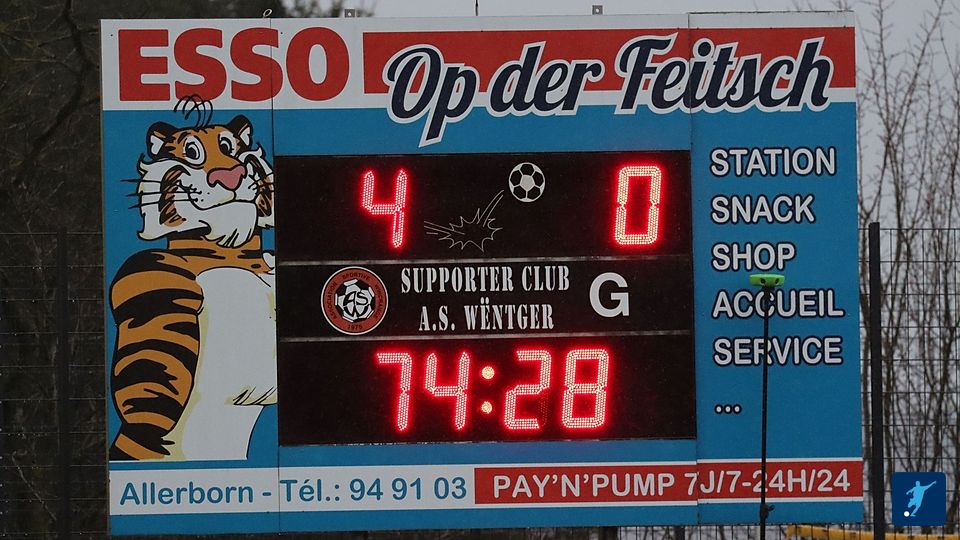 ESSO
Op der Feitsch
STATION
SNACK
SHOP
ACCUEIL
SERVICE
...
4 0
SUPPORTER CLUB
A.S. WËNTGER
G
1975
74:28
Allerborn - Tél.: 94 91 03
PAY'N'PUMP 7J/7-24H/24